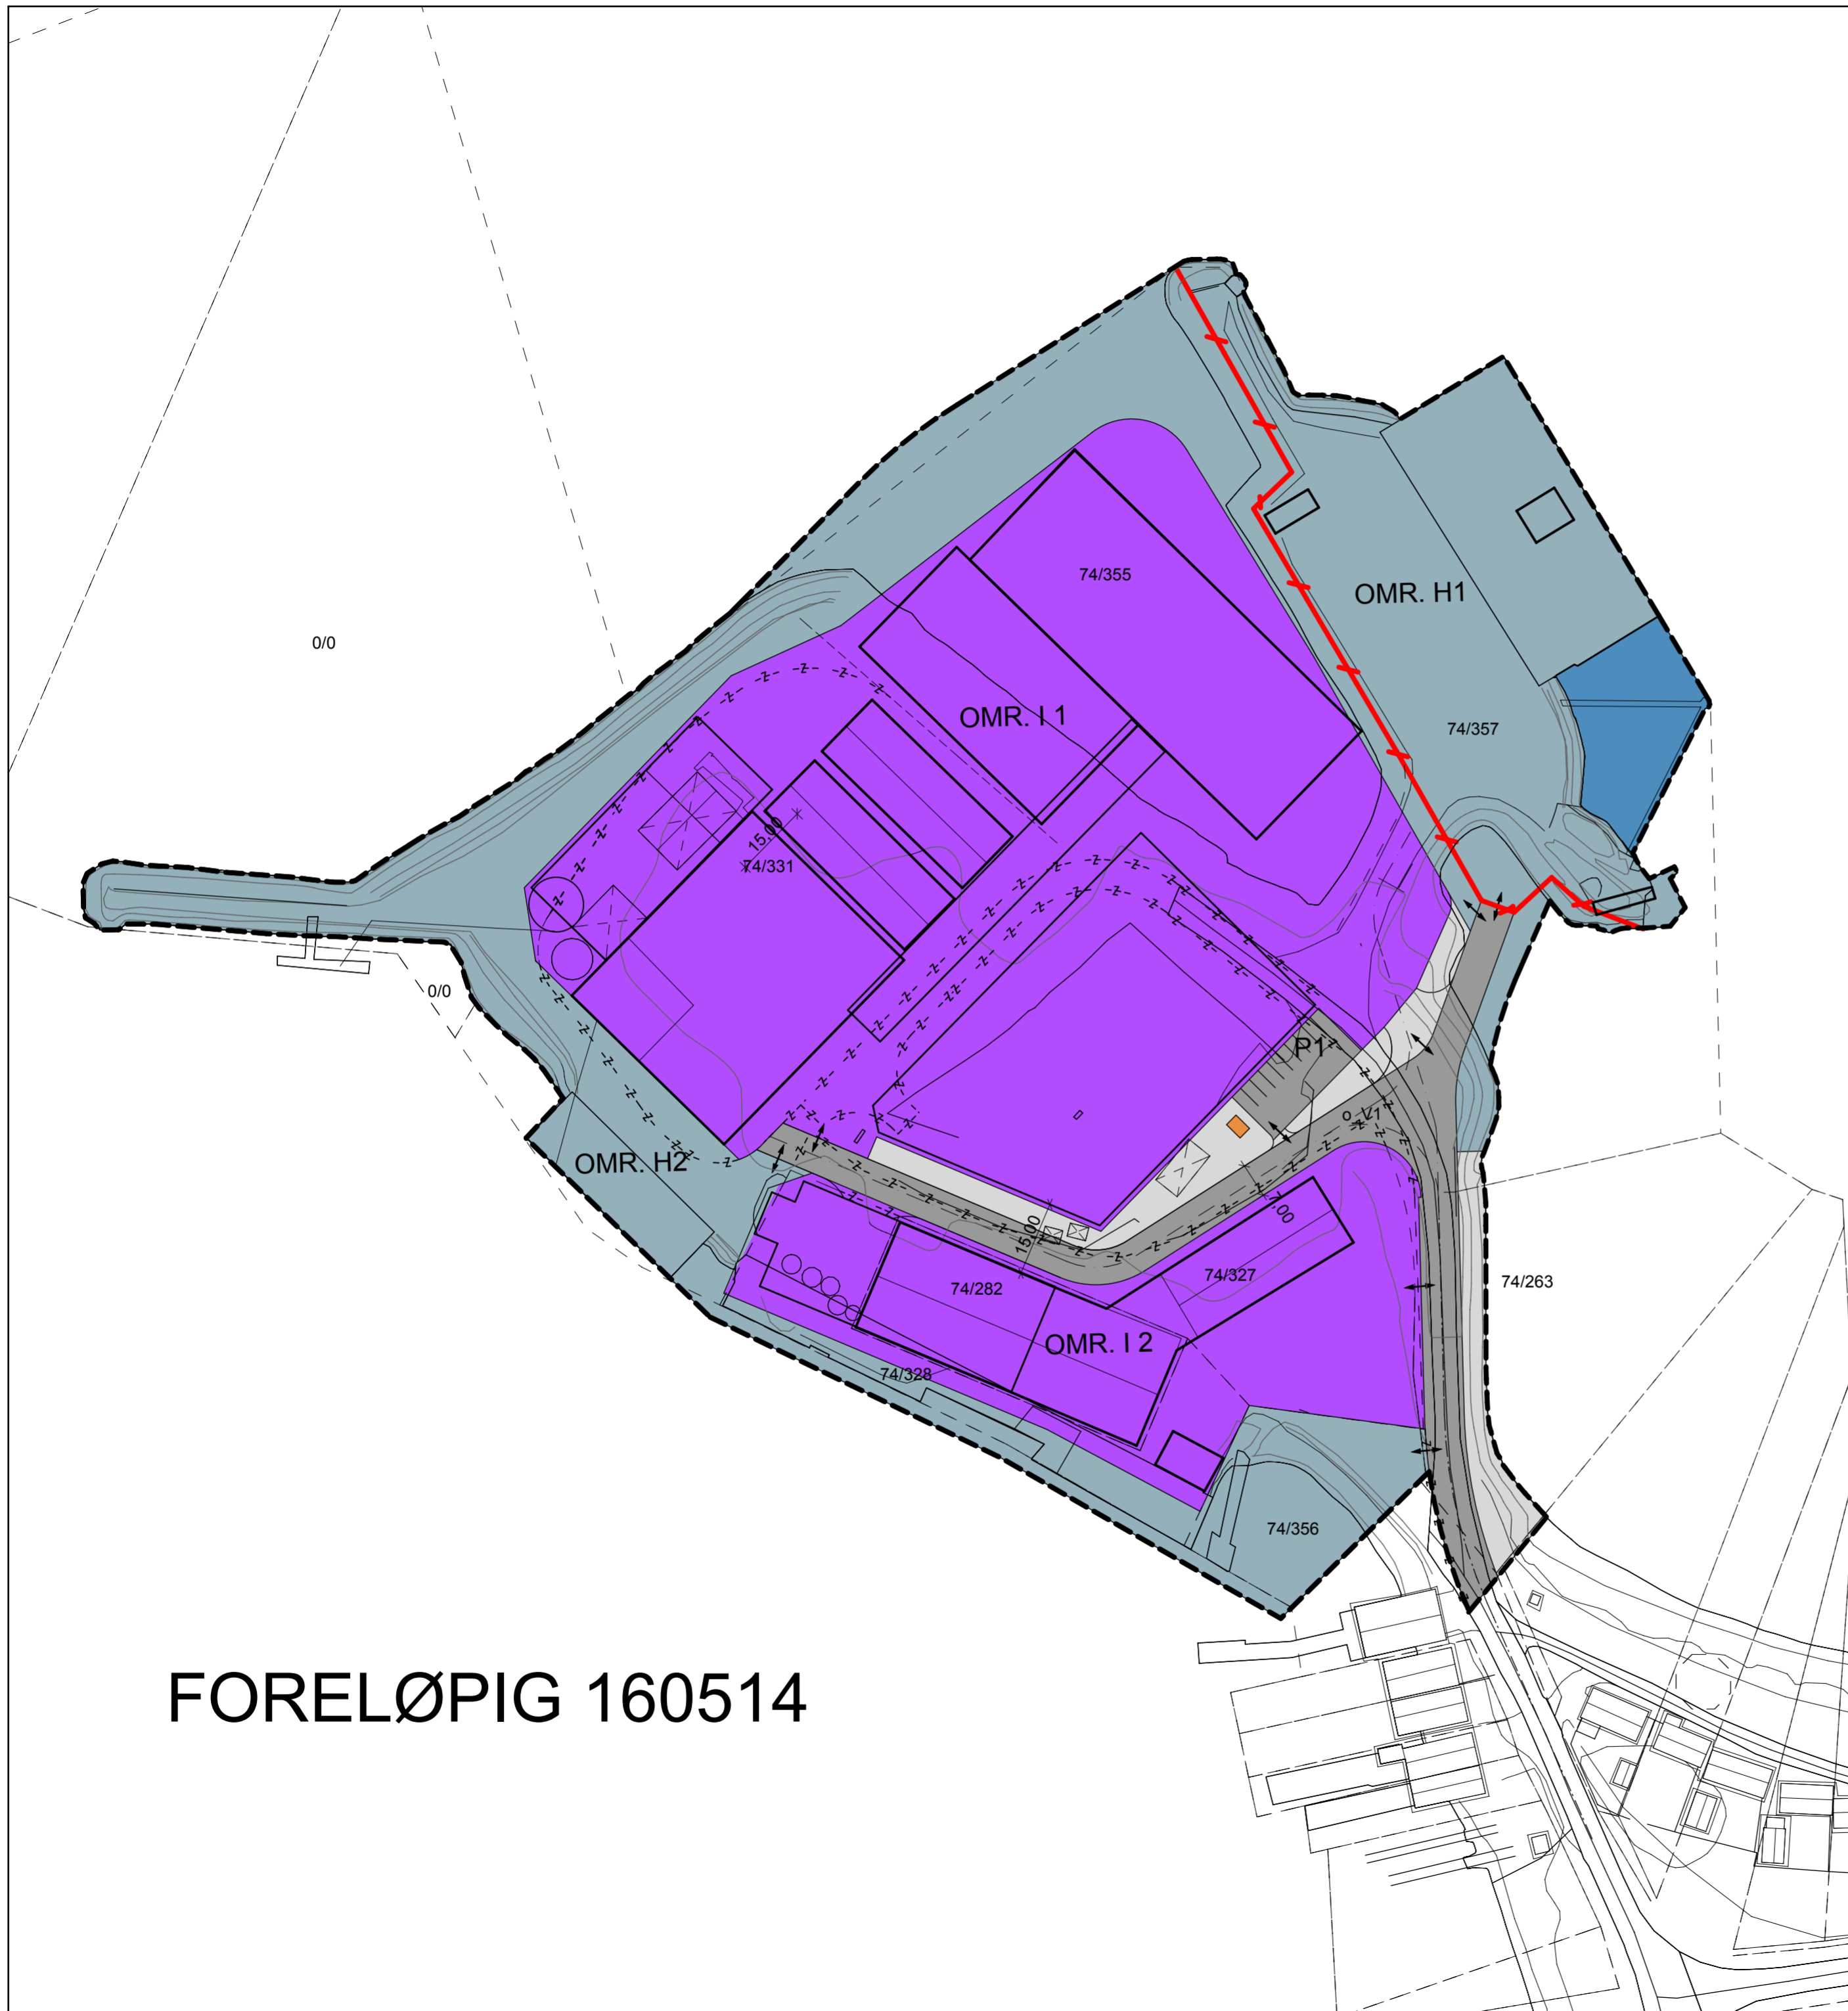 74/355
OMR. H1
0/0
OMR. I 1
74/357
15.00
74/331
0/0
P1
o_V1
OMR. H2
7.00
15.00
74/327
74/282
74/263
OMR. I 2
74/328
74/356
FORELØPIG 160514